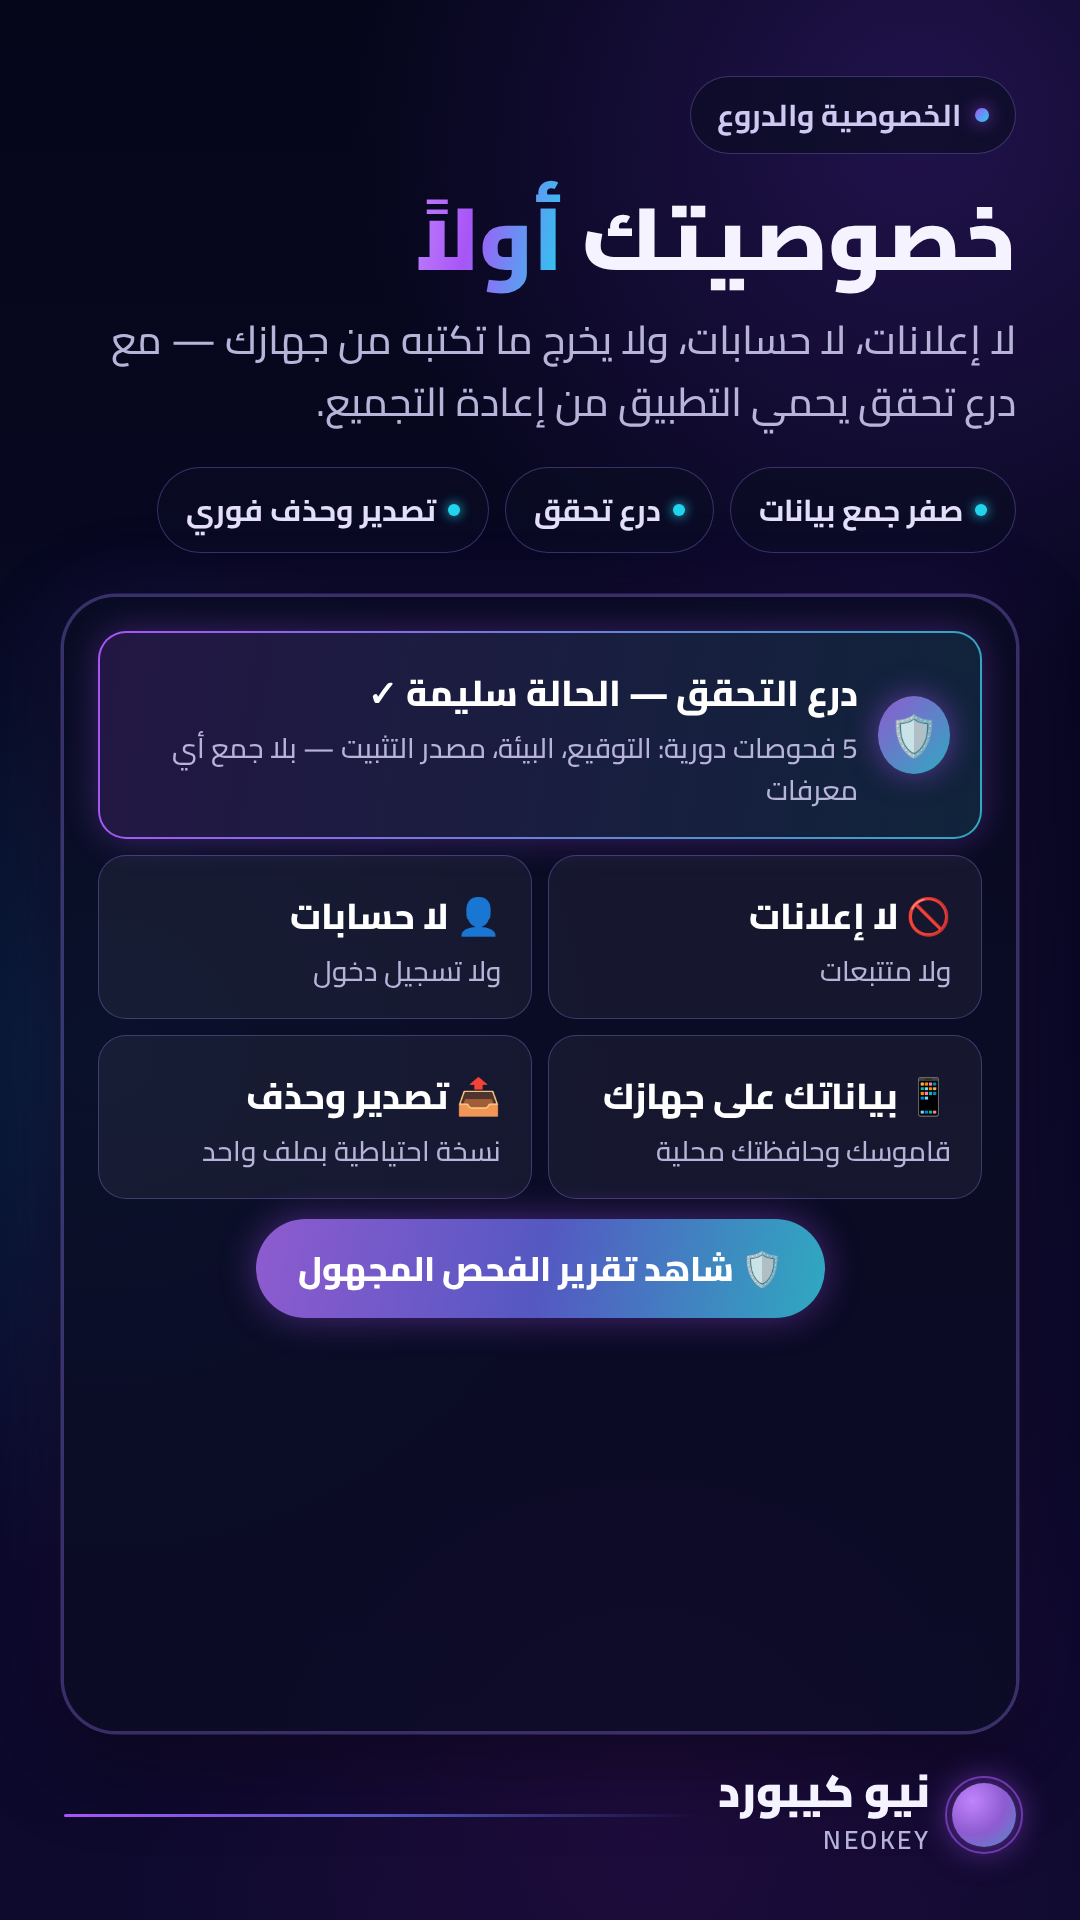 الخصوصية والدروع
خصوصيتك أولاً
لا إعلانات، لا حسابات، ولا يخرج ما تكتبه من جهازك — مع
درع تحقق يحمي التطبيق من إعادة التجميع.
صفر جمع بيانات
درع تحقق
تصدير وحذف فوري
درع التحقق — الحالة سليمة ✓
5 فحوصات دورية: التوقيع، البيئة، مصدر التثبيت — بلا جمع أي
معرفات
🚫 لا إعلانات
ولا متتبعات
👤 لا حسابات
ولا تسجيل دخول
📱 بياناتك على جهازك
قاموسك وحافظتك محلية
📤 تصدير وحذف
نسخة احتياطية بملف واحد
🛡️ شاهد تقرير الفحص المجهول
نيو كيبورد
NEOKEY